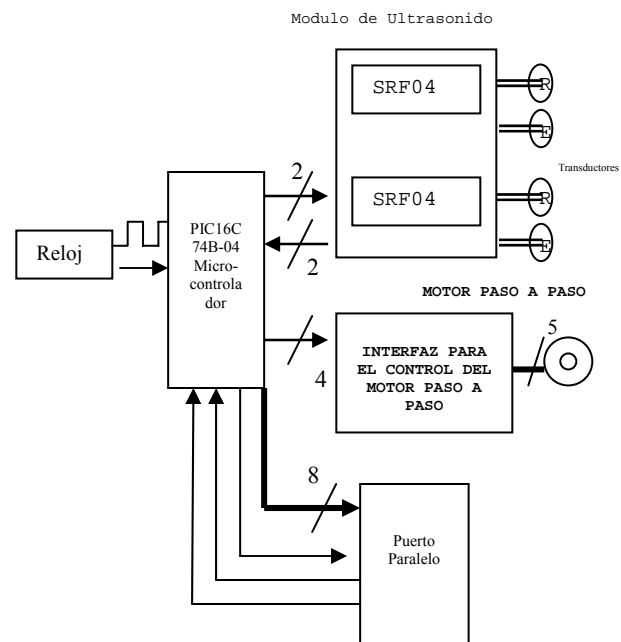 Modulo de Ultrasonido
SRF04
R
E
Transductores
SRF04
R
E
2
2
Reloj
PIC16C
74B-04
Micro-
controla
dor
MOTOR PASO A PASO
5
INTERFAZ PARA
EL CONTROL DEL
MOTOR PASO A
PASO
4
8
Puerto
Paralelo